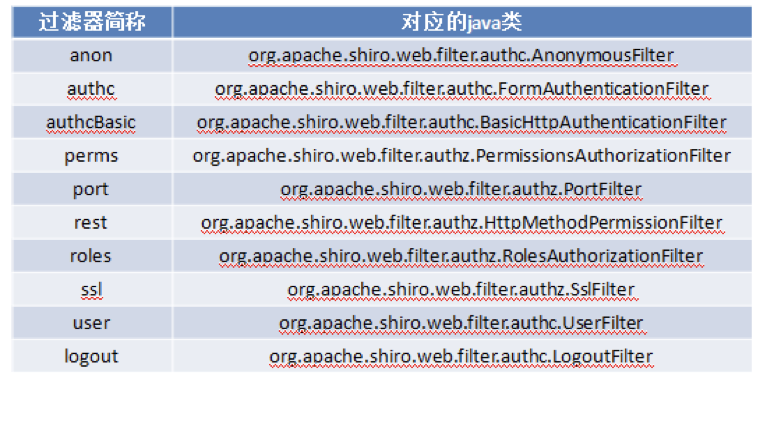 过滤器简称 对应的java类
anon org.apache.shiro.web.filter.authc.AnonymousFilter
authc org.apache.shiro.web.filter.authc.FormAuthenticationFilter
authcBasic org.apache.shiro.web.filter.authc.BasicHttpAuthenticationFilter
perms org.apache.shiro.web.filter.authz.PermissionsAuthorizationFilter
port org.apache.shiro.web.filter.authz.PortFilter
rest org.apache.shiro.web.filter.authz.HttpMethodPermissionFilter
roles org.apache.shiro.web.filter.authz.RolesAuthorizationFilter
ssl org.apache.shiro.web.filter.authz.SslFilter
user org.apache.shiro.web.filter.authc.UserFilter
logout org.apache.shiro.web.filter.authc.LogoutFilter